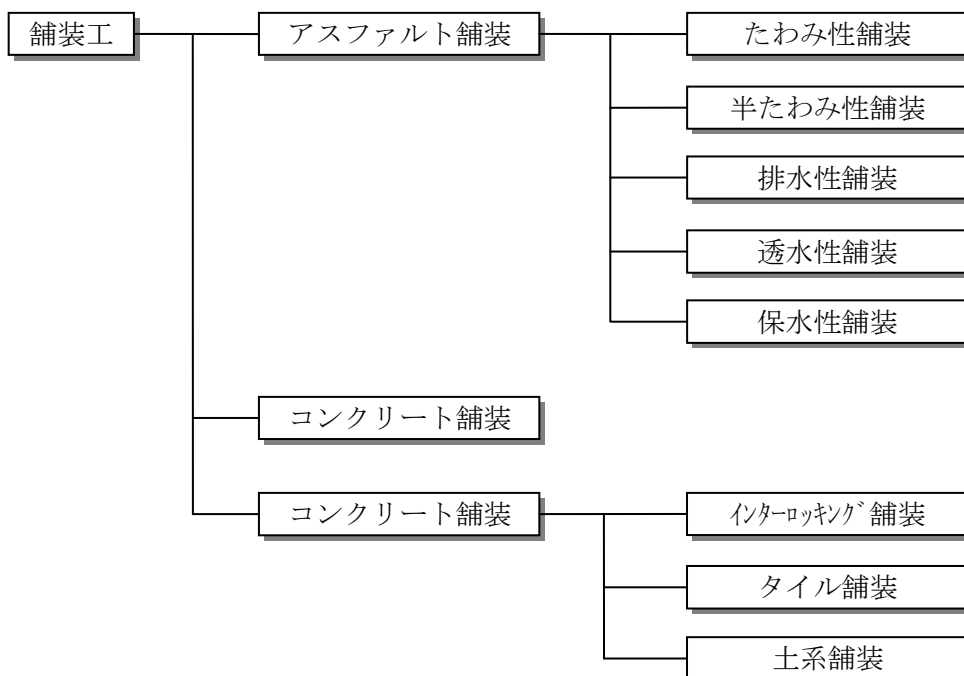 舗装工
アスファルト舗装
たわみ性舗装
半たわみ性舗装
排水性舗装
透水性舗装
保水性舗装
コンクリート舗装
コンクリート舗装
ｲﾝﾀｰﾛｯｷﾝｸﾞ舗装
タイル舗装
土系舗装